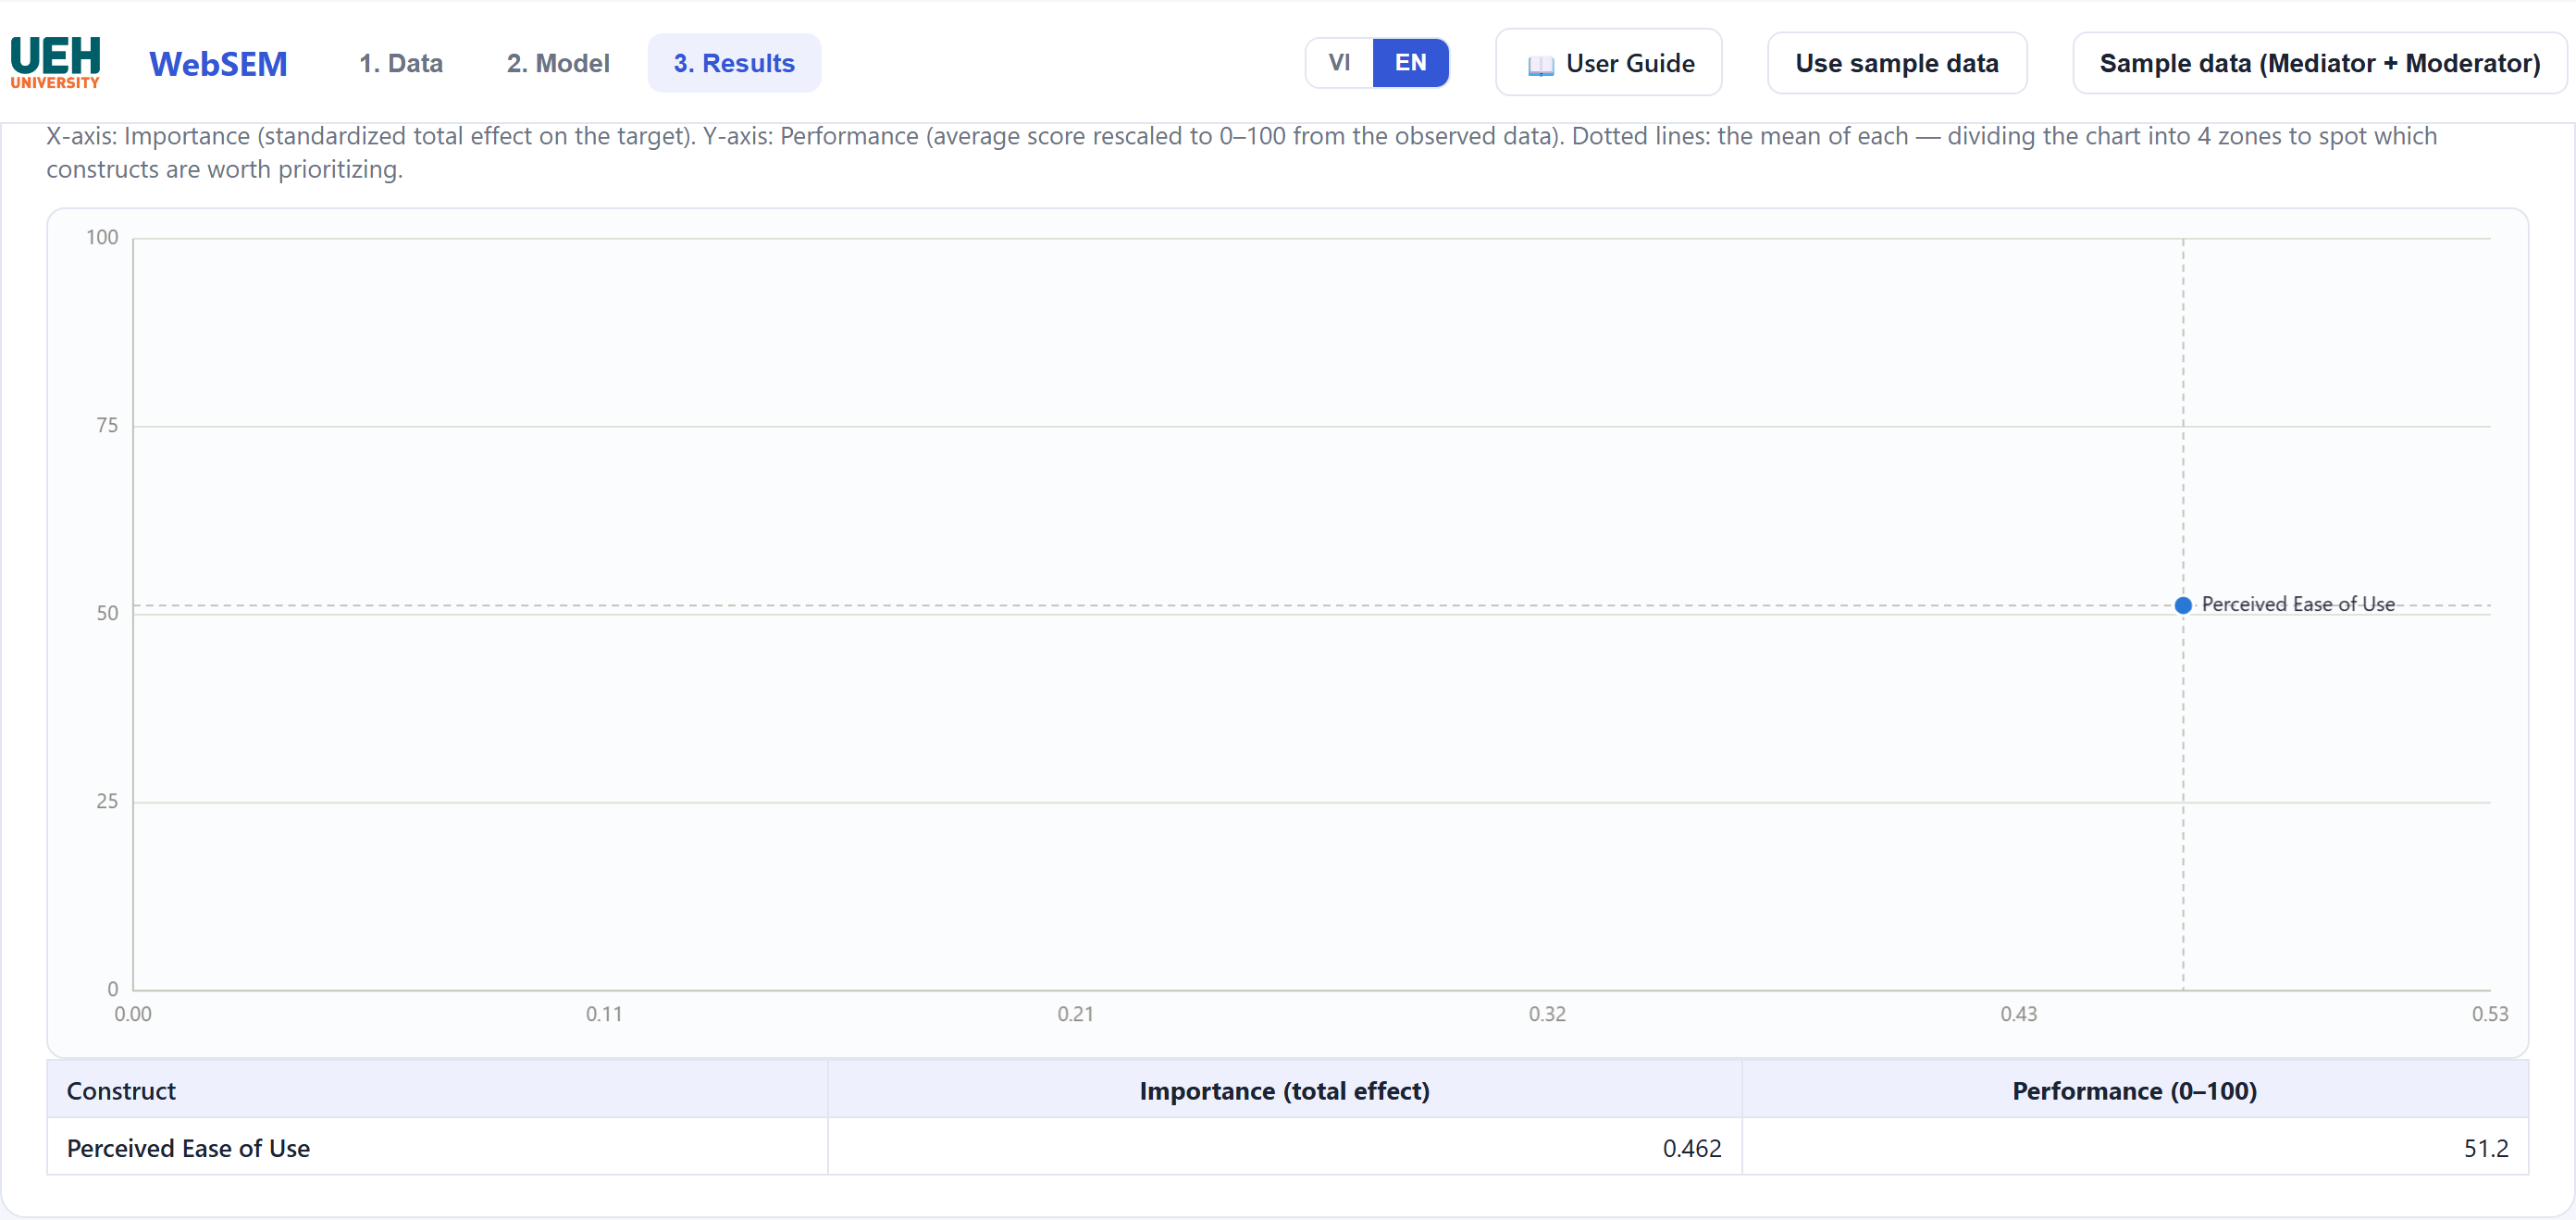 UEH
UNIVERSITY
WebSEM
1. Data
2. Model
3. Results
VI
EN
User Guide
Use sample data
Sample data (Mediator + Moderator)
X-axis: Importance (standardized total effect on the target). Y-axis: Performance (average score rescaled to 0–100 from the observed data). Dotted lines: the mean of each — dividing the chart into 4 zones to spot which
constructs are worth prioritizing.
100
75
50
25
0
Perceived Ease of Use
0.00
0.11
0.21
0.32
0.43
0.53
Construct
Importance (total effect)
Performance (0–100)
Perceived Ease of Use
0.462
51.2